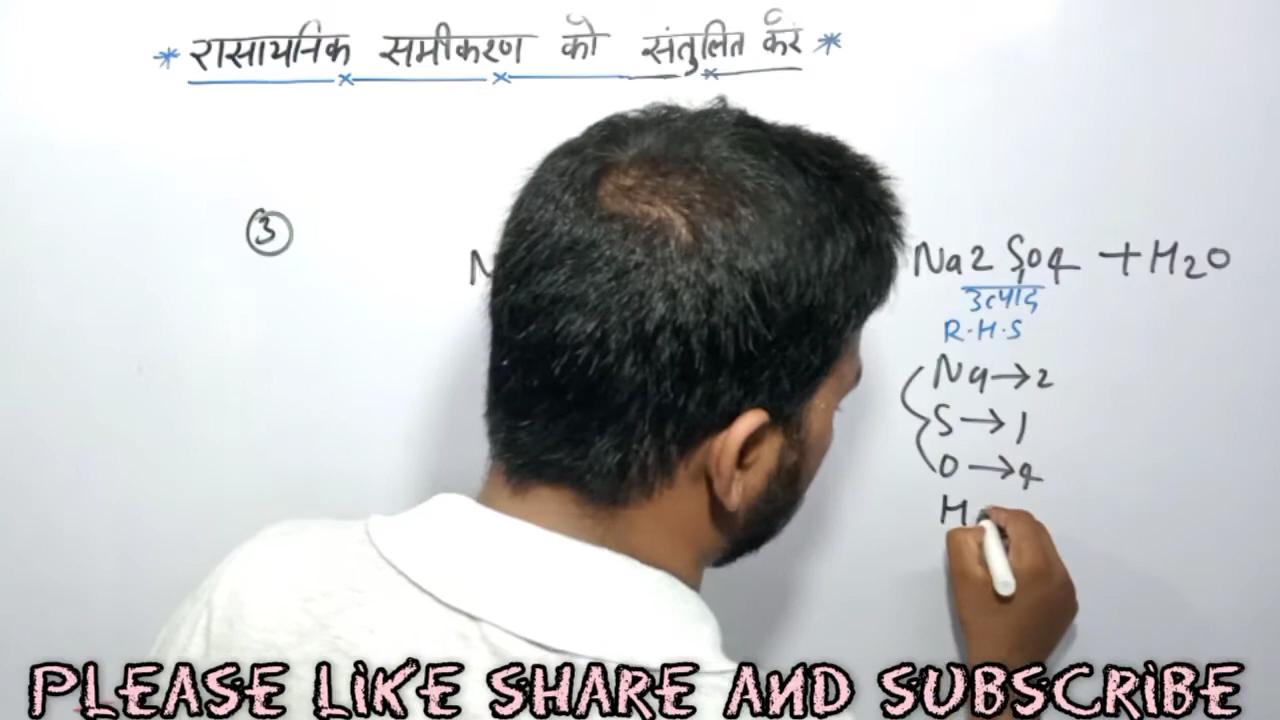 * रासायनिक समीकरण को संतुलित करें *
③
N
Na2 SO4 + H2O
उत्पाद
R.H.S
Na → 2
S → 1
O → 4
H
PLEASE LIKE SHARE AND SUBSCRIBE